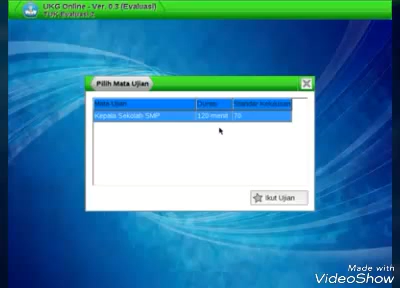 UKG Online - Ver. 0.3 (Evaluasi)
Pilih Mata Ujian
Mata Ujian Durasi Standar Kelulusan
Kepala Sekolah SMP 120 menit 70
Ikut Ujian
Made with
VideoShow